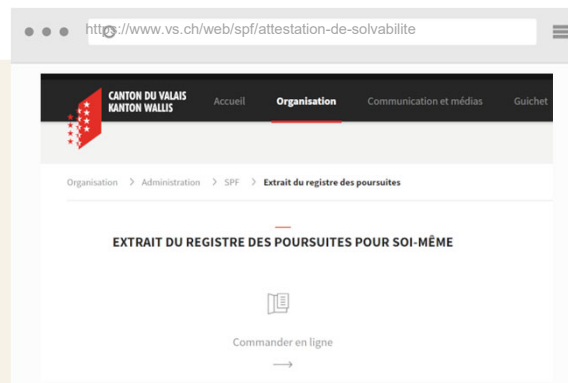 https://www.vs.ch/web/spf/attestation-de-solvabilite
CANTON DU VALAIS
KANTON WALLIS
Accueil Organisation Communication et médias Guichet
Organisation > Administration > SPF > Extrait du registre des poursuites
EXTRAIT DU REGISTRE DES POURSUITES POUR SOI-MÊME
Commander en ligne